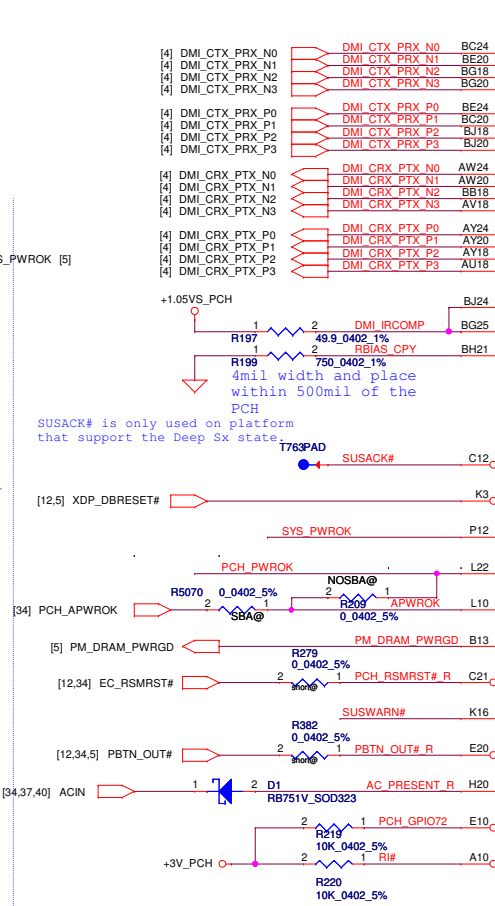 [4] DMI_CTX_PRX_N0 DMI_CTX_PRX_N0 BC24
[4] DMI_CTX_PRX_N1 DMI_CTX_PRX_N1 BE20
[4] DMI_CTX_PRX_N2 DMI_CTX_PRX_N2 BG18
[4] DMI_CTX_PRX_N3 DMI_CTX_PRX_N3 BG20
[4] DMI_CTX_PRX_P0 DMI_CTX_PRX_P0 BE24
[4] DMI_CTX_PRX_P1 DMI_CTX_PRX_P1 BC20
[4] DMI_CTX_PRX_P2 DMI_CTX_PRX_P2 BJ18
[4] DMI_CTX_PRX_P3 DMI_CTX_PRX_P3 BJ20
[4] DMI_CRX_PTX_N0 DMI_CRX_PTX_N0 AW24
[4] DMI_CRX_PTX_N1 DMI_CRX_PTX_N1 AW20
[4] DMI_CRX_PTX_N2 DMI_CRX_PTX_N2 BB18
[4] DMI_CRX_PTX_N3 DMI_CRX_PTX_N3 AV18
[4] DMI_CRX_PTX_P0 DMI_CRX_PTX_P0 AY24
[4] DMI_CRX_PTX_P1 DMI_CRX_PTX_P1 AY20
[4] DMI_CRX_PTX_P2 DMI_CRX_PTX_P2 AY18
[4] DMI_CRX_PTX_P3 DMI_CRX_PTX_P3 AU18
S_PWROK [5]
+1.05VS_PCH BJ24
1 2 DMI_IRCOMP BG25
R197 49.9_0402_1%
1 2 RBIAS_CPY BH21
R199 750_0402_1%
4mil width and place
within 500mil of the
PCH
SUSACK# is only used on platform
that support the Deep Sx state.
T763PAD
SUSACK# C12
[12,5] XDP_DBRESET# K3
SYS_PWROK P12
PCH_PWROK L22
NOSBA@
R5070 0_0402_5% 2 1
[34] PCH_APWROK 2 1 R209 APWROK L10
SBA@ 0_0402_5%
[5] PM_DRAM_PWRGD PM_DRAM_PWRGD B13
R279
0_0402_5%
[12,34] EC_RSMRST# 2 1 PCH_RSMRST#_R C21
short@
SUSWARN# K16
R382
0_0402_5%
[12,34,5] PBTN_OUT# 2 1 PBTN_OUT#_R E20
short@
[34,37,40] ACIN 1 2 D1 AC_PRESENT_R H20
RB751V_SOD323
2 1 PCH_GPIO72 E10
R219
10K_0402_5%
+3V_PCH 2 1 RI# A10
R220
10K_0402_5%